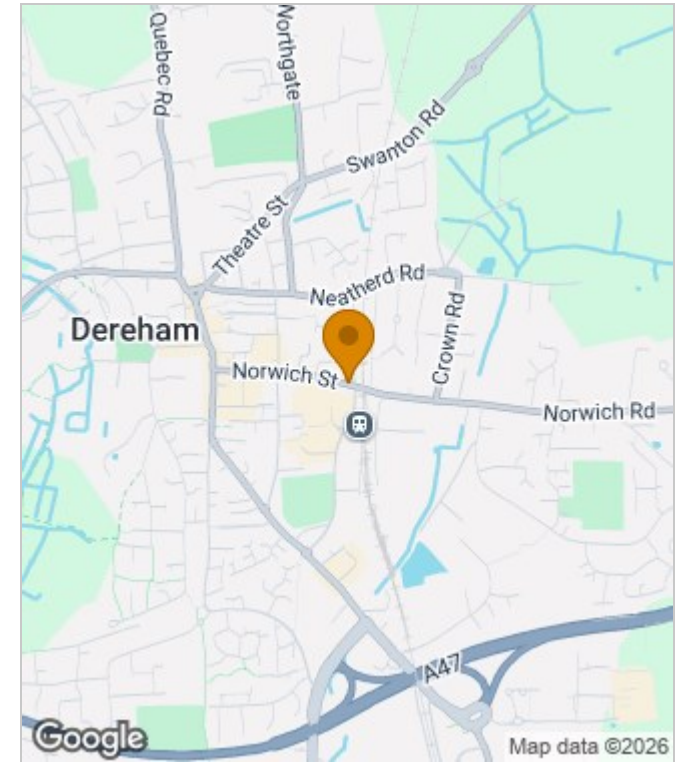 Quebec Rd
Northgate
Swanton Rd
Theatre St
Neatherd Rd
Dereham
Crown Rd
Norwich St
Norwich Rd
A47
Google
Map data ©2026